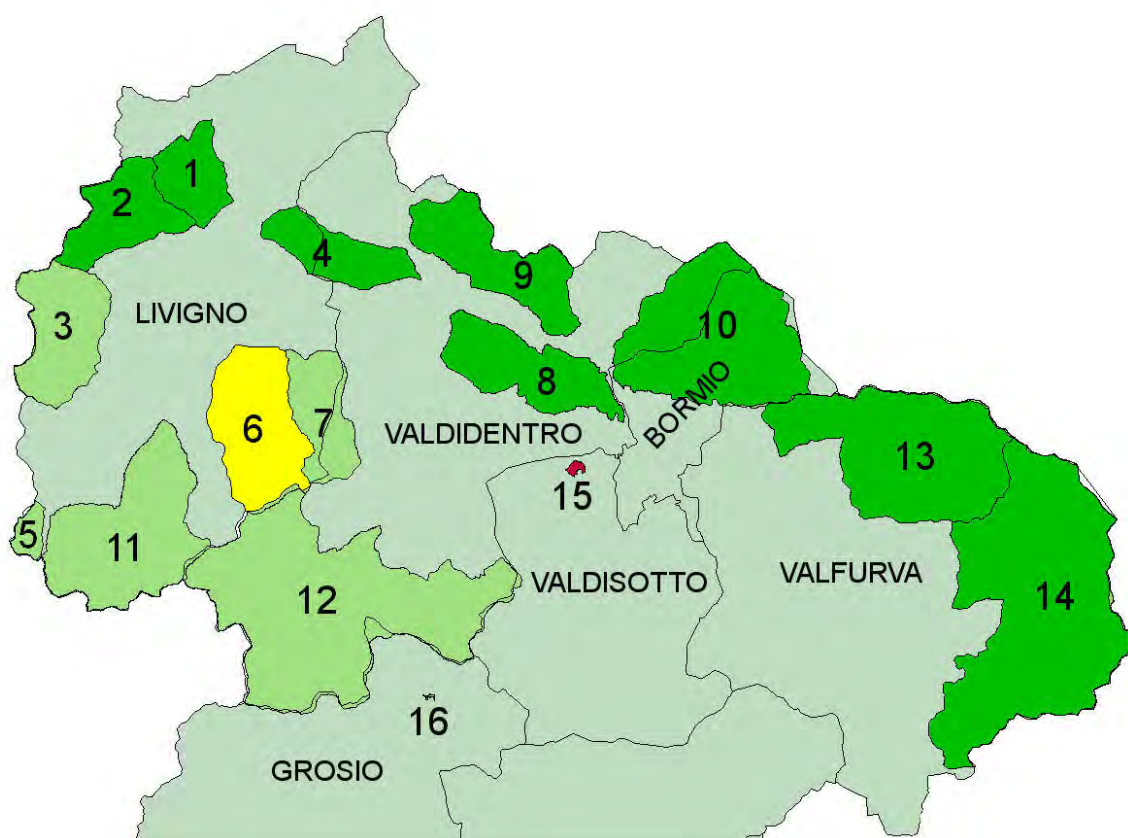 1
2
4
9
3
LIVIGNO
10
8
BORMIO
6
7
VALDIDENTRO
13
15
5
11
VALDISOTTO
VALFURVA
12
14
16
GROSIO